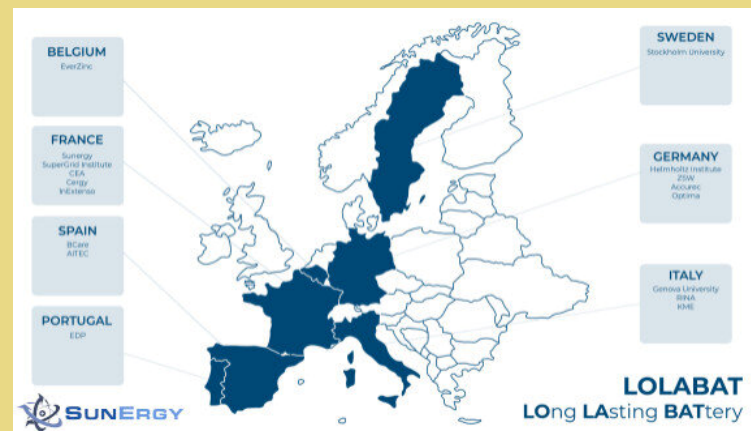 BELGIUM
EverZinc
FRANCE
Sunergy
SuperGrid Institute
CEA
Cergy
InExtenso
SPAIN
BCare
AITEC
PORTUGAL
EDP
SWEDEN
Stockholm University
GERMANY
Helmholtz Institute
ZSW
Accurec
Optima
ITALY
Genova University
RINA
KME
SUNERGY
LOLABAT
LOng LAsting BATtery